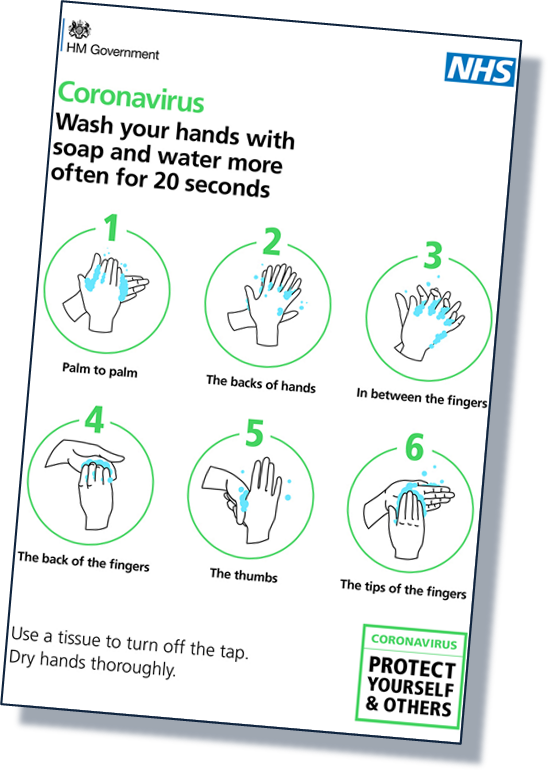 HM Government
NHS
Coronavirus
Wash your hands with
soap and water more
often for 20 seconds
1
2
3
Palm to palm
The backs of hands
In between the fingers
4
5
6
The back of the fingers
The thumbs
The tips of the fingers
Use a tissue to turn off the tap.
Dry hands thoroughly.
CORONAVIRUS
PROTECT
YOURSELF
& OTHERS